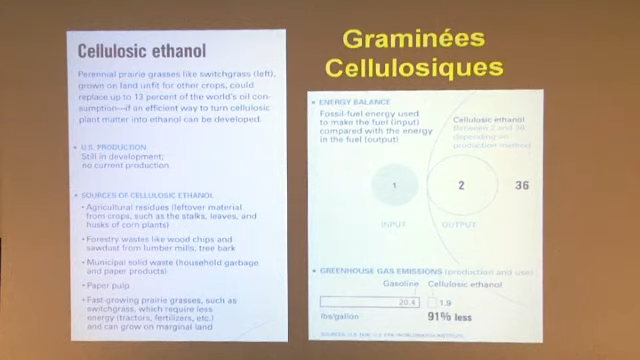 Graminées
Cellulosiques
Cellulosic ethanol
Perennial prairie grasses like switchgrass (left),
grown on land unfit for other crops, could
replace up to 13 percent of the world's oil con-
sumption—if an efficient way to turn cellulosic
plant matter into ethanol can be developed.
• U.S. PRODUCTION
Still in development;
no current production
• SOURCES OF CELLULOSIC ETHANOL
• Agricultural residues (leftover material
from crops, such as the stalks, leaves, and
husks of corn plants)
• Forestry wastes like wood chips and
sawdust from lumber mills, tree bark
• Municipal solid waste (household garbage
and paper products)
• Paper pulp
• Fast-growing prairie grasses, such as
switchgrass, which require less
energy (tractors, fertilizers, etc.)
and can grow on marginal land
• ENERGY BALANCE
Fossil-fuel energy used
to make the fuel (input)
compared with the energy
in the fuel (output)
Cellulosic ethanol
Between 2 and 36
depending on
production method
1
2
36
INPUT
OUTPUT
• GREENHOUSE GAS EMISSIONS (production and use)
Gasoline
Cellulosic ethanol
20.4
1.9
lbs/gallon
91% less
SOURCES:
WORLDWATCH INSTITUTE